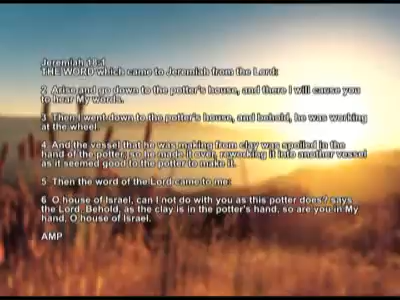 Jeremiah 18:1
THE WORD which came to Jeremiah from the Lord:
2 Arise and go down to the potter's house, and there I will cause you
to hear My words.
3 Then I went down to the potter's house, and behold, he was working
at the wheel.
4 And the vessel that he was making from clay was spoiled in the
hand of the potter; so he made it over, reworking it into another vessel
as it seemed good to the potter to make it.
5 Then the word of the Lord came to me:
6 O house of Israel, can I not do with you as this potter does? says
the Lord. Behold, as the clay is in the potter's hand, so are you in My
hand, O house of Israel.
AMP